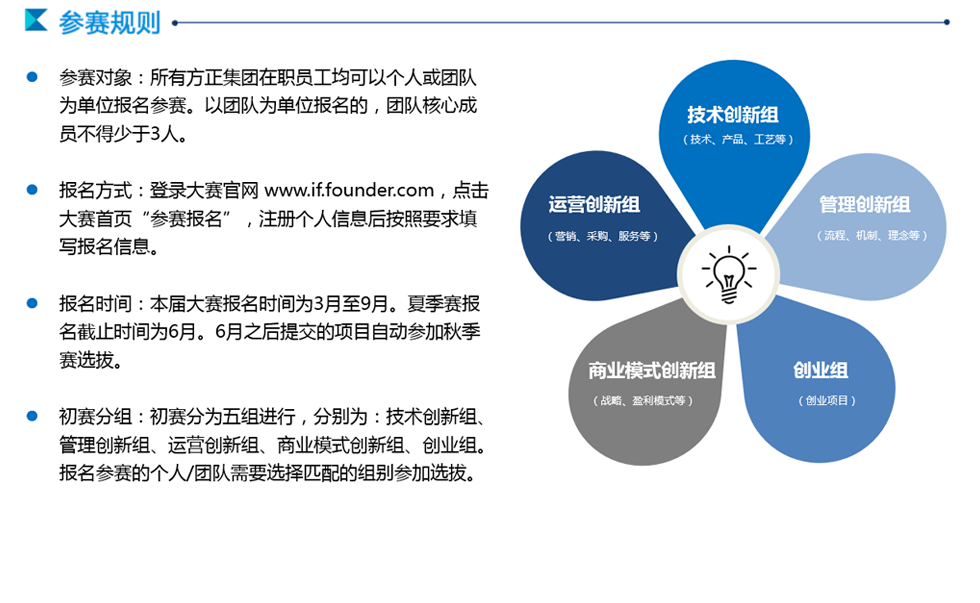 参赛规则
参赛对象：所有方正集团在职员工均可以个人或团队
为单位报名参赛。以团队为单位报名的，团队核心成
员不得少于3人。
报名方式：登录大赛官网 www.if.founder.com，点击
大赛首页“参赛报名”，注册个人信息后按照要求填
写报名信息。
报名时间：本届大赛报名时间为3月至9月。夏季赛报
名截止时间为6月。6月之后提交的项目自动参加秋季
赛选拔。
初赛分组：初赛分为五组进行，分别为：技术创新组、
管理创新组、运营创新组、商业模式创新组、创业组。
报名参赛的个人/团队需要选择匹配的组别参加选拔。
技术创新组
（技术、产品、工艺等）
运营创新组
（营销、采购、服务等）
管理创新组
（流程、机制、理念等）
商业模式创新组
（战略、盈利模式等）
创业组
（创业项目）